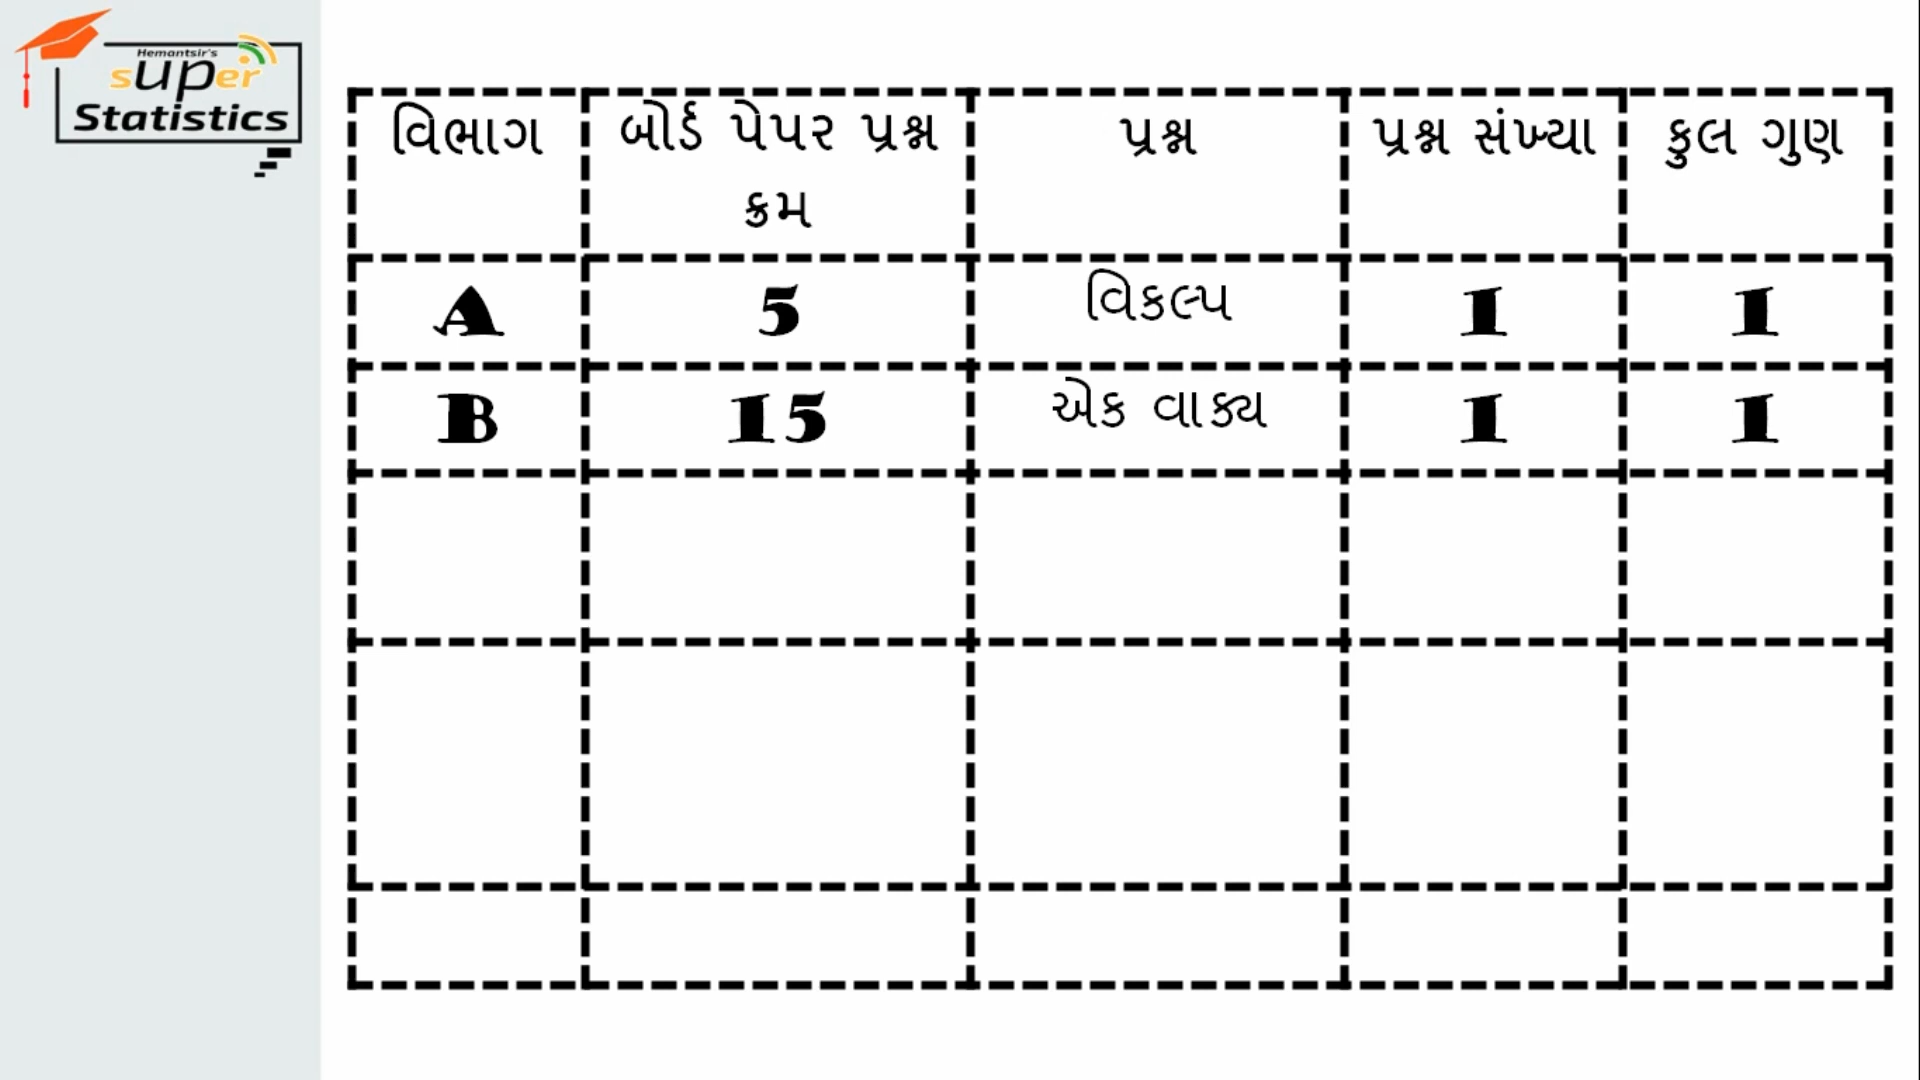 Hemantsir's
super
Statistics
વિભાગ બોર્ડ પેપર પ્રશ્ન ક્રમ પ્રશ્ન પ્રશ્ન સંખ્યા કુલ ગુણ
A 5 વિકલ્પ 1 1
B 15 એક વાક્ય 1 1